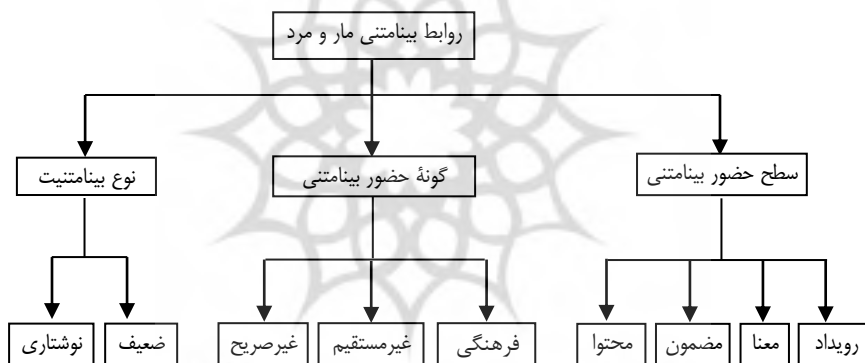 روابط بینامتنی مار و مرد
سطح حضور بینامتنی
گونهٔ حضور بینامتنی
نوع بینامتنیت
رویداد
معنا
مضمون
محتوا
فرهنگی
غیرمستقیم
غیرصریح
ضعیف
نوشتاری